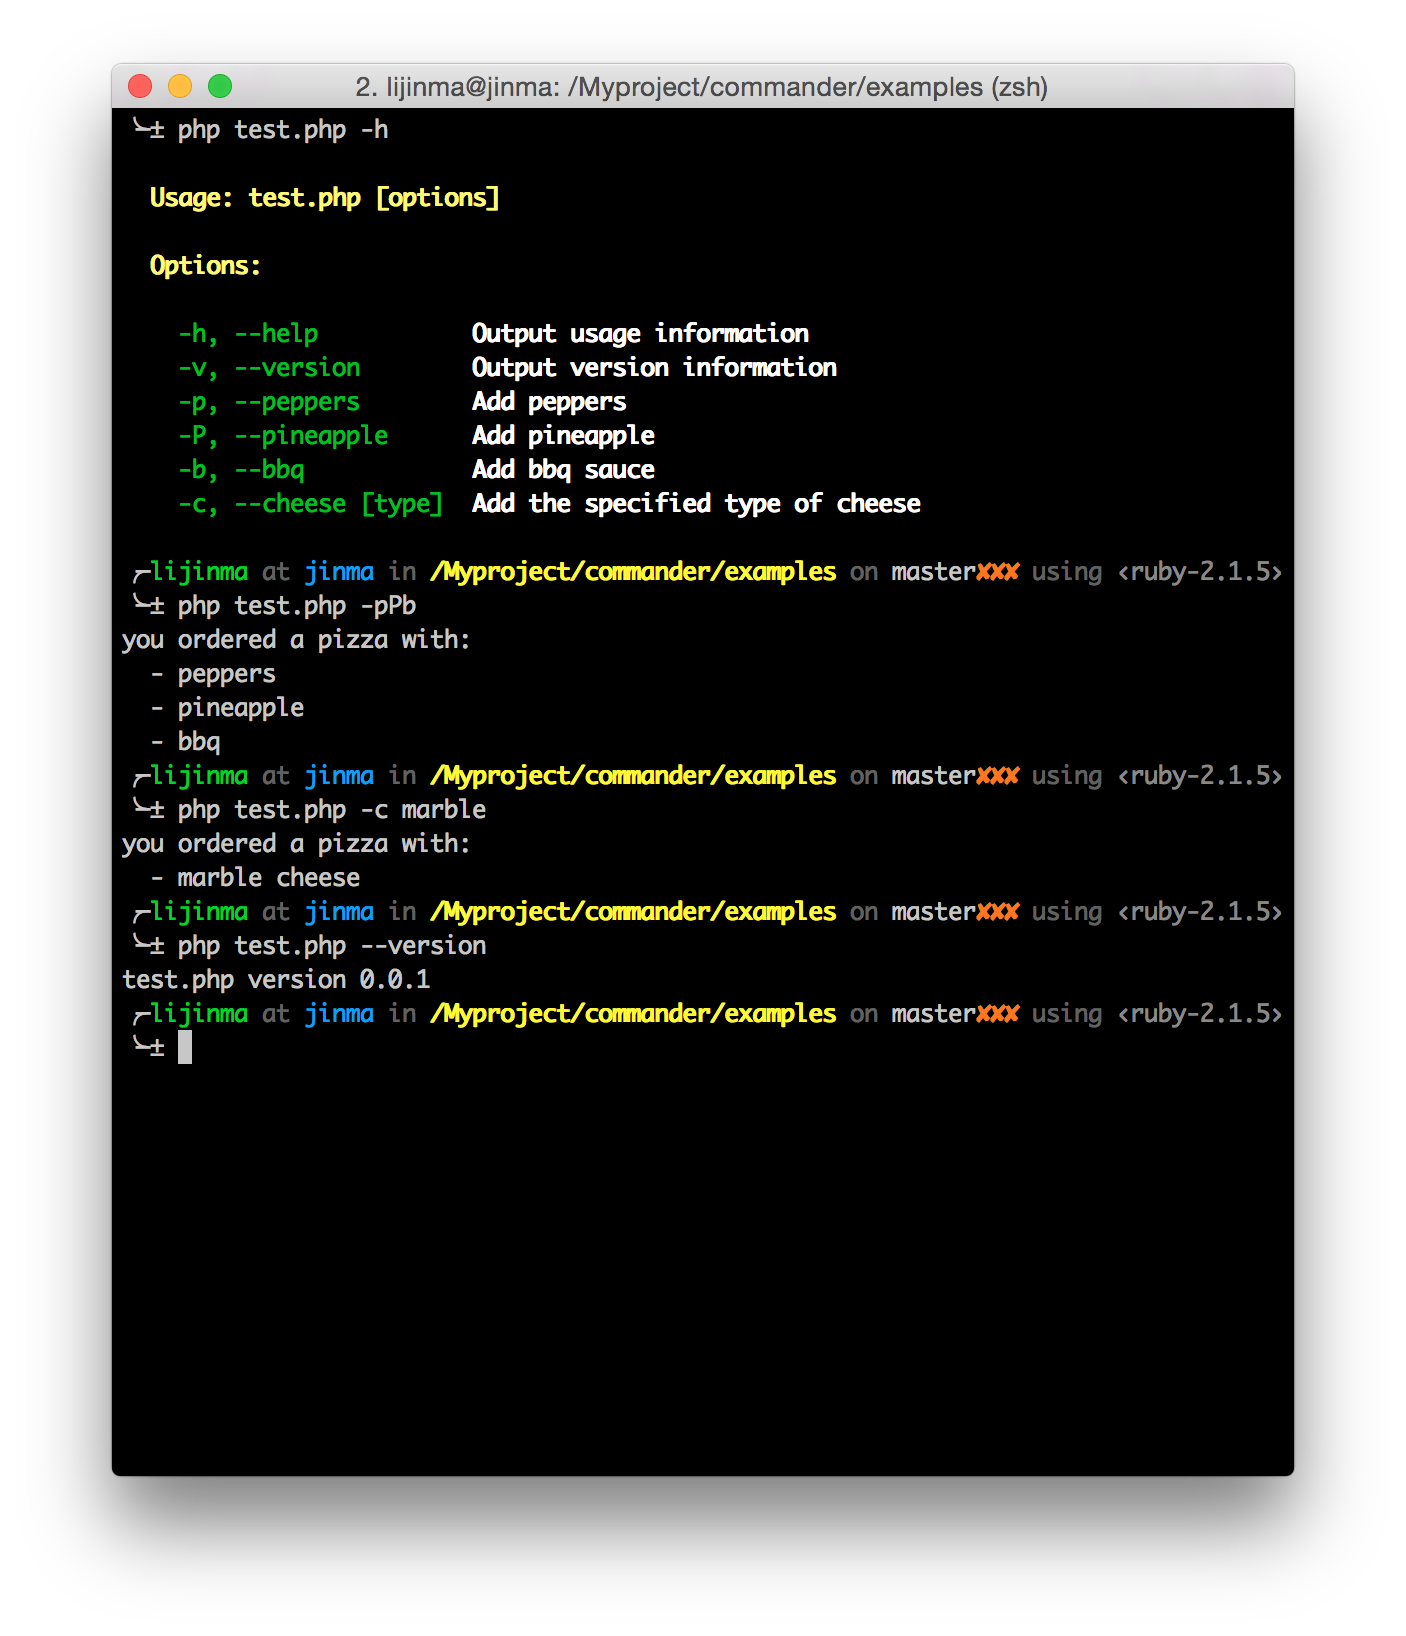 2. lijinma@jinma: /Myproject/commander/examples (zsh)
╰─± php test.php -h
Usage: test.php [options]
Options:
-h, --help Output usage information
-v, --version Output version information
-p, --peppers Add peppers
-P, --pineapple Add pineapple
-b, --bbq Add bbq sauce
-c, --cheese [type] Add the specified type of cheese
╭─lijinma at jinma in /Myproject/commander/examples on master✘✘✘ using ‹ruby-2.1.5›
╰─± php test.php -pPb
you ordered a pizza with:
- peppers
- pineapple
- bbq
╭─lijinma at jinma in /Myproject/commander/examples on master✘✘✘ using ‹ruby-2.1.5›
╰─± php test.php -c marble
you ordered a pizza with:
- marble cheese
╭─lijinma at jinma in /Myproject/commander/examples on master✘✘✘ using ‹ruby-2.1.5›
╰─± php test.php --version
test.php version 0.0.1
╭─lijinma at jinma in /Myproject/commander/examples on master✘✘✘ using ‹ruby-2.1.5›
╰─±